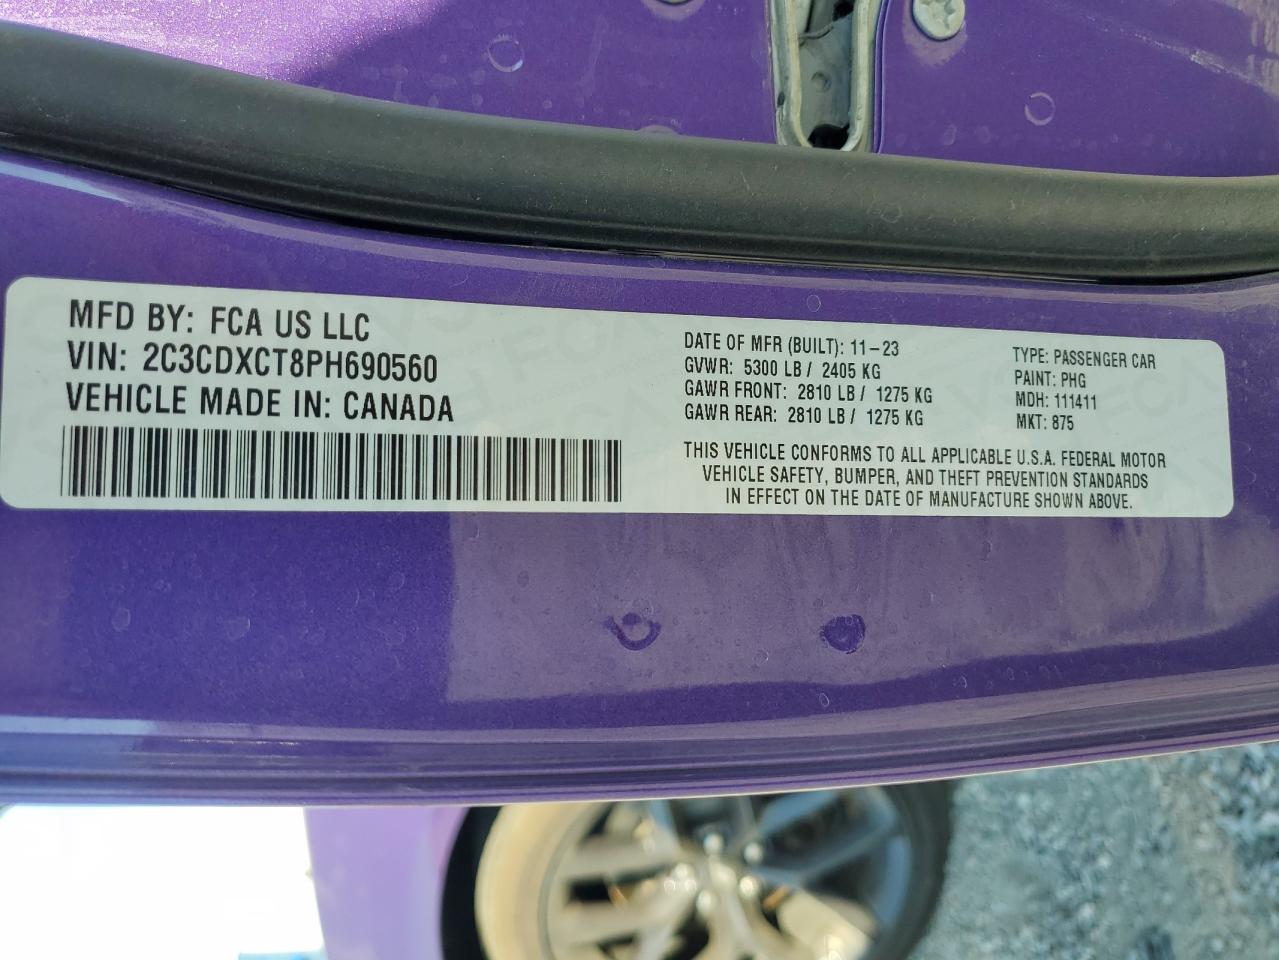 MFD BY: FCA US LLC
VIN: 2C3CDXCT8PH690560
VEHICLE MADE IN: CANADA
DATE OF MFR (BUILT): 11-23
GVWR: 5300 LB / 2405 KG
GAWR FRONT: 2810 LB / 1275 KG
GAWR REAR: 2810 LB / 1275 KG
TYPE: PASSENGER CAR
PAINT: PHG
MDH: 111411
MKT: 875
THIS VEHICLE CONFORMS TO ALL APPLICABLE U.S.A. FEDERAL MOTOR
VEHICLE SAFETY, BUMPER, AND THEFT PREVENTION STANDARDS
IN EFFECT ON THE DATE OF MANUFACTURE SHOWN ABOVE.